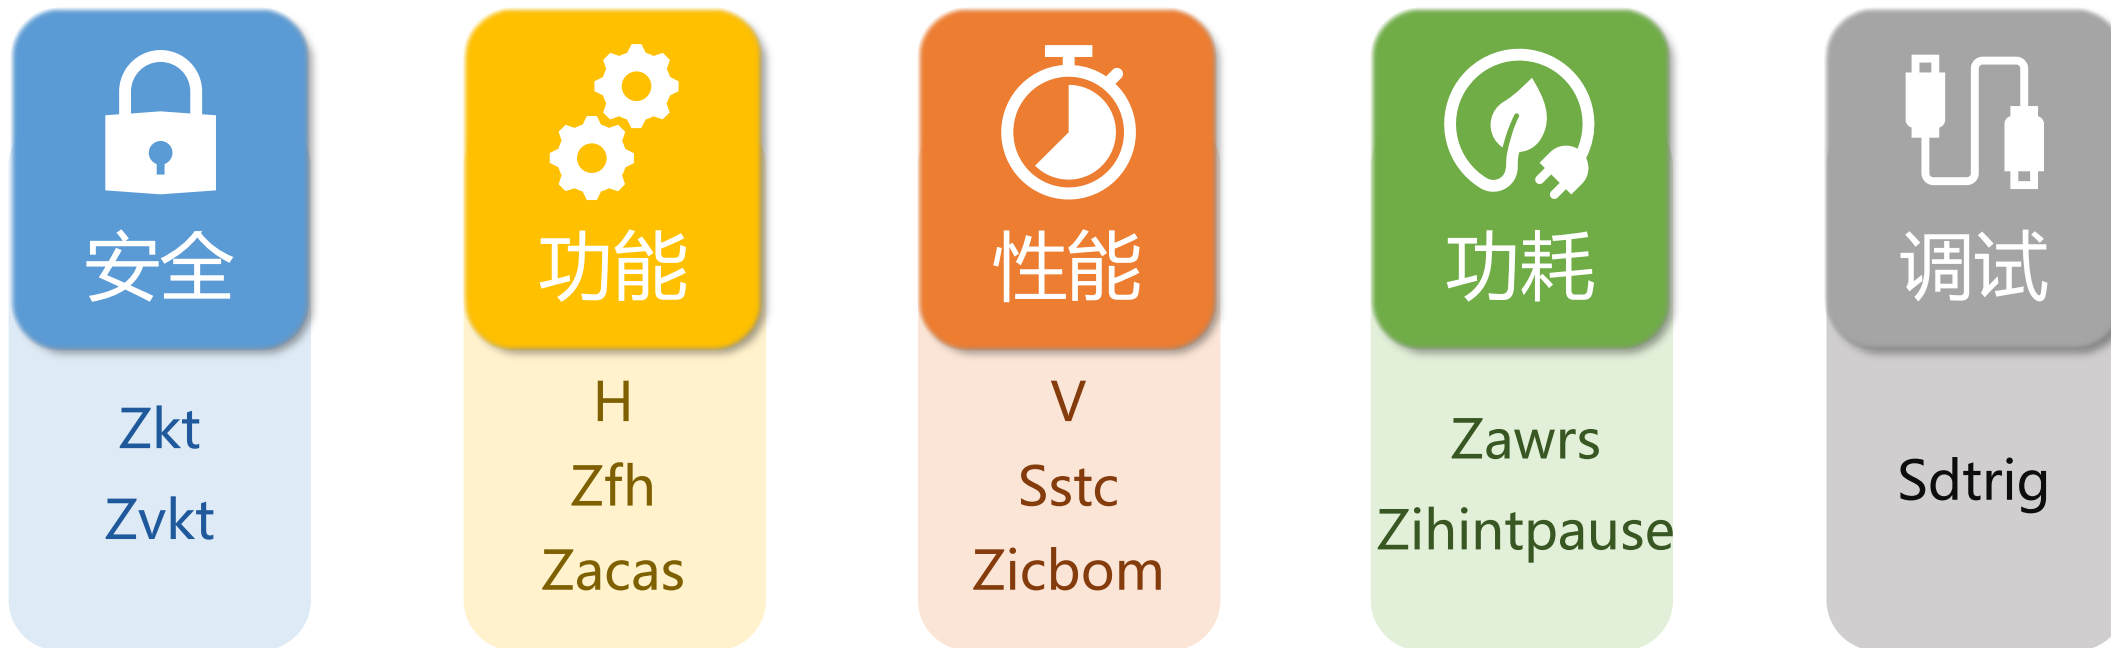 安全
Zkt
Zvkt
功能
H
Zfh
Zacas
性能
V
Sstc
Zicbom
功耗
Zawrs
Zihintpause
调试
Sdtrig